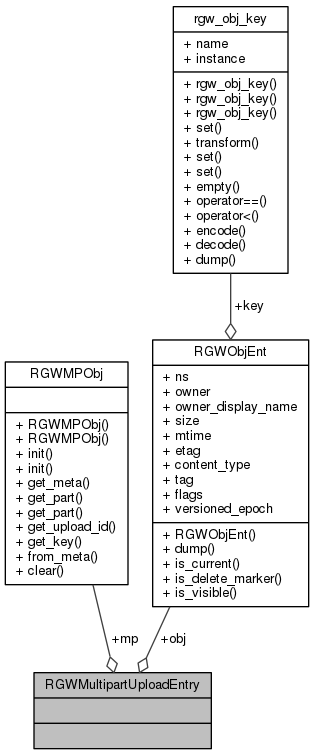 rgw_obj_key
+ name
+ instance
+ rgw_obj_key()
+ rgw_obj_key()
+ rgw_obj_key()
+ set()
+ transform()
+ set()
+ set()
+ empty()
+ operator==()
+ operator<()
+ encode()
+ decode()
+ dump()
+key
RGWObjEnt
+ ns
+ owner
+ owner_display_name
+ size
+ mtime
+ etag
+ content_type
+ tag
+ flags
+ versioned_epoch
+ RGWObjEnt()
+ dump()
+ is_current()
+ is_delete_marker()
+ is_visible()
RGWMPObj
+ RGWMPObj()
+ RGWMPObj()
+ init()
+ init()
+ get_meta()
+ get_part()
+ get_part()
+ get_upload_id()
+ get_key()
+ from_meta()
+ clear()
+mp
+obj
RGWMultipartUploadEntry